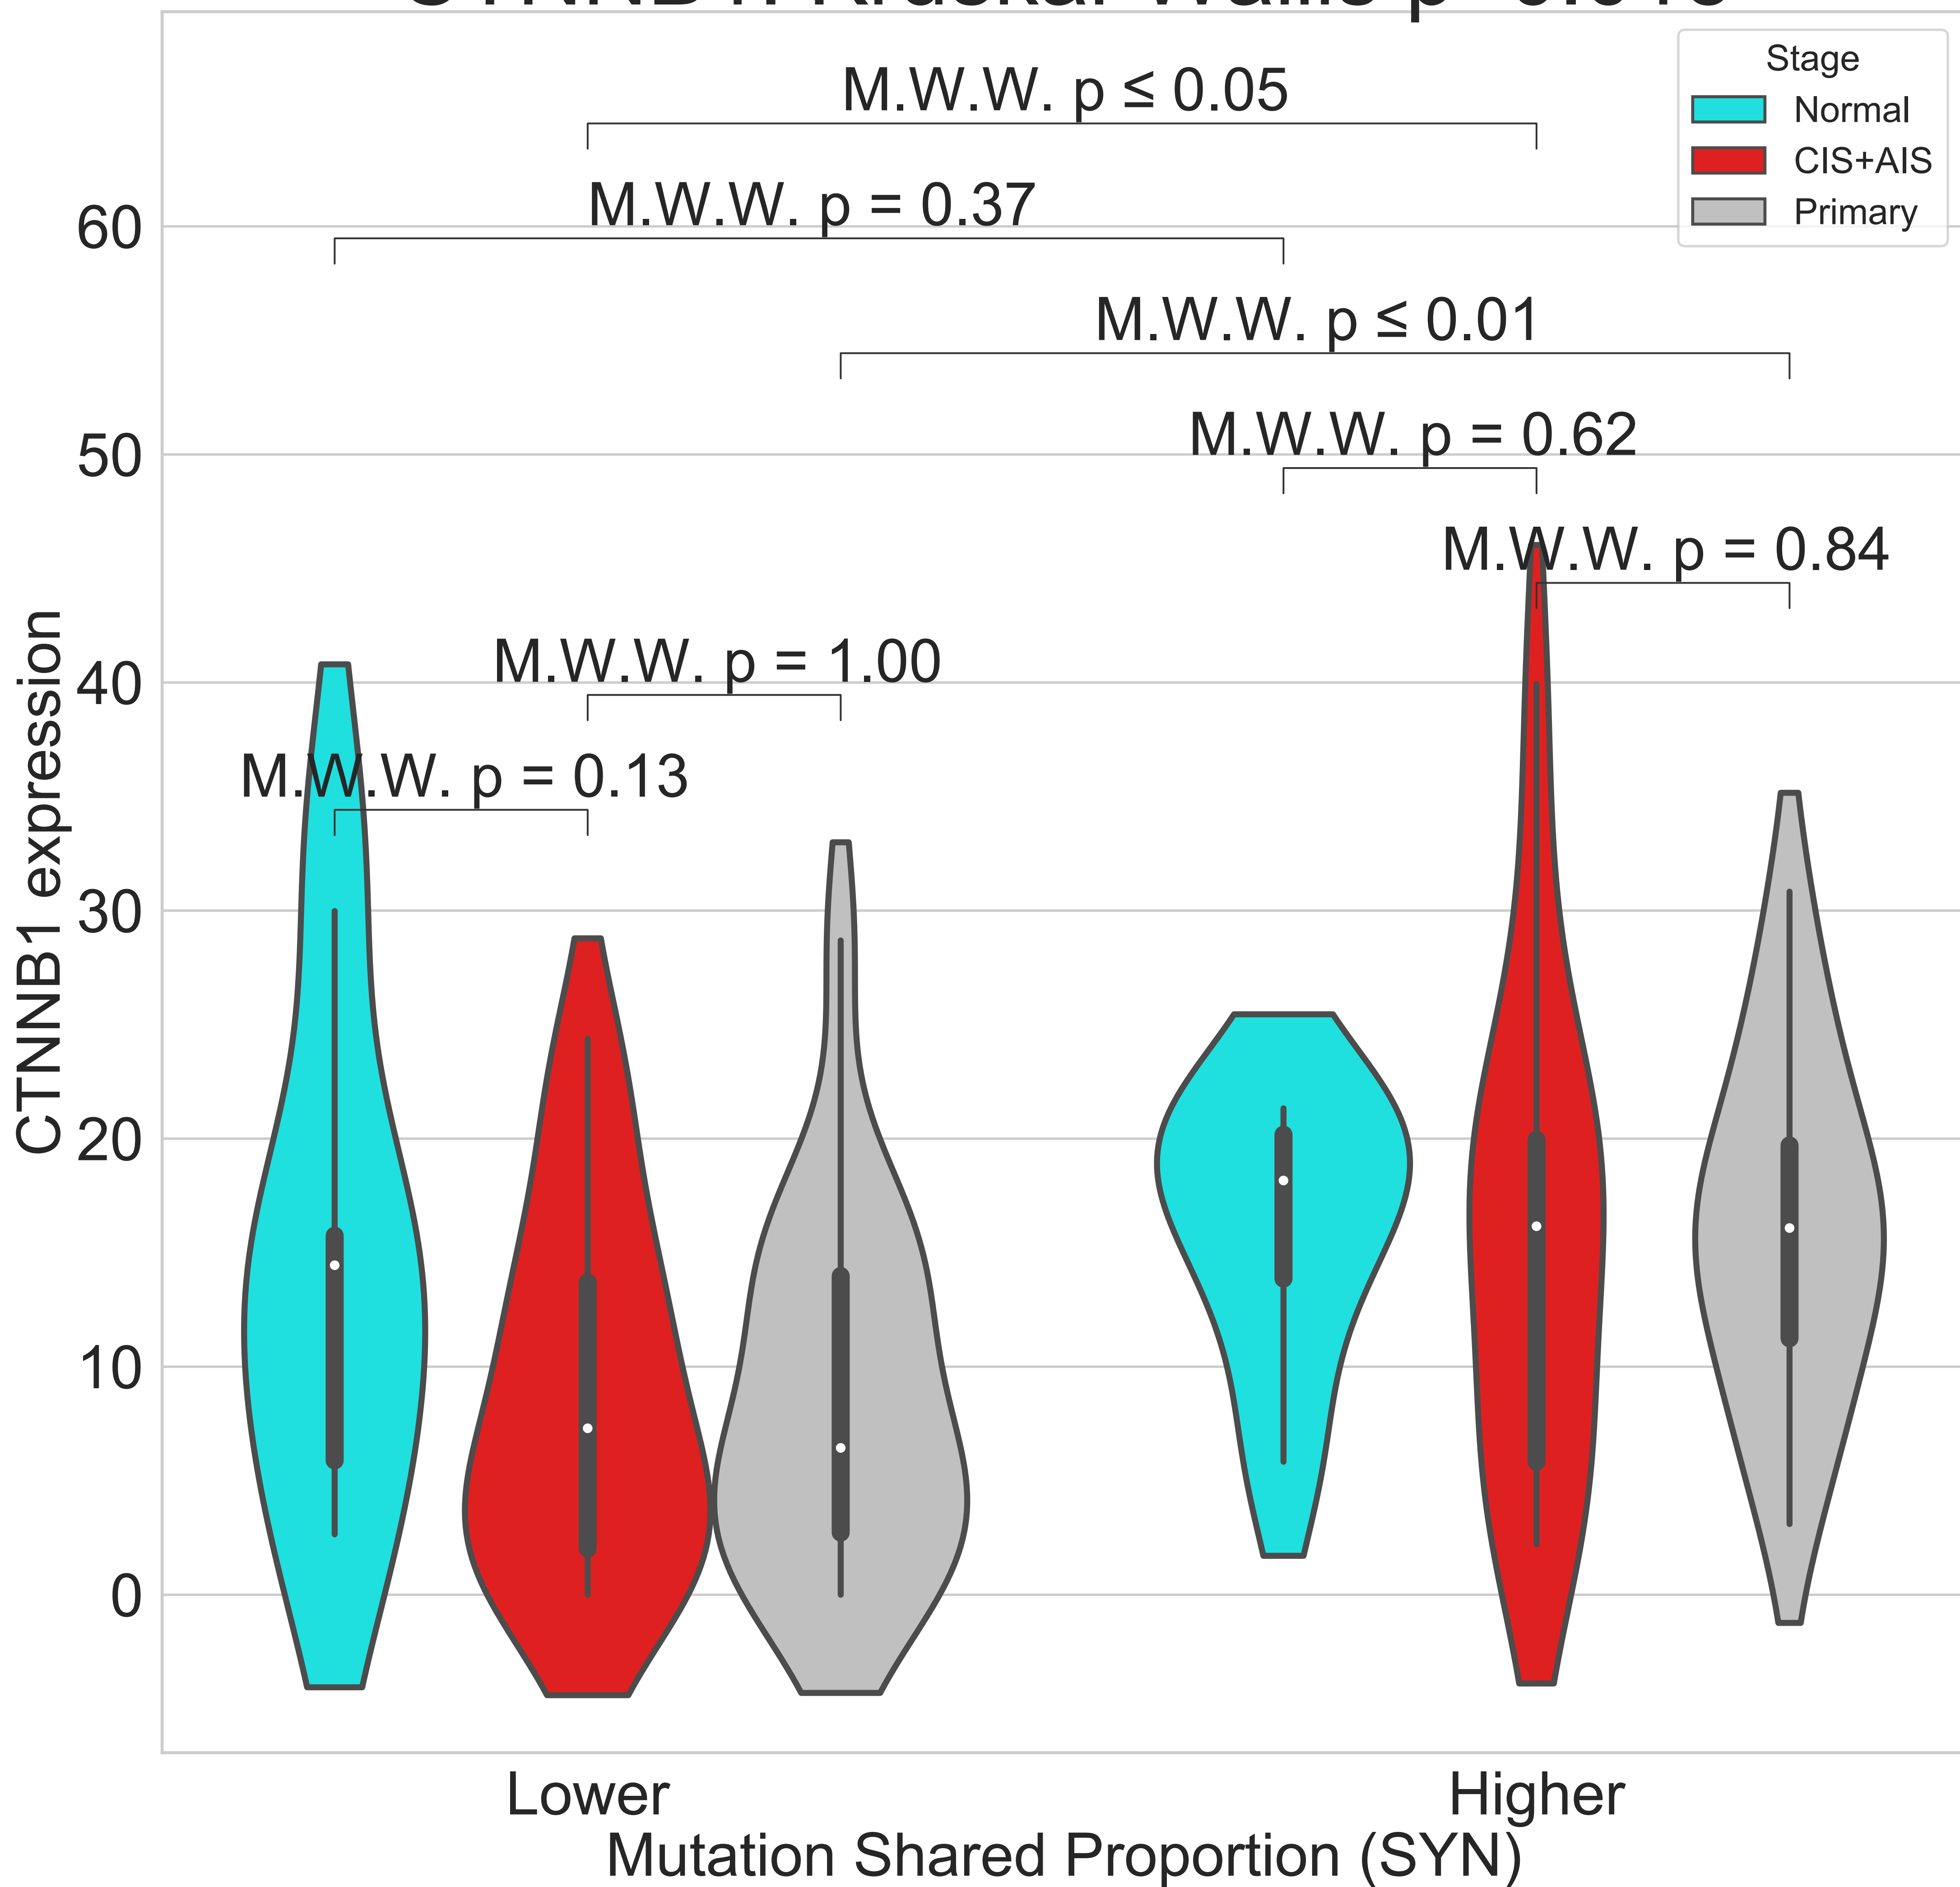 Stage
Normal
CIS+AIS
Primary
M.W.W. p ≤ 0.05
M.W.W. p = 0.37
M.W.W. p ≤ 0.01
M.W.W. p = 0.62
M.W.W. p = 0.84
M.W.W. p = 1.00
M.W.W. p = 0.13
60
50
40
30
20
10
0
CTNNB1 expression
Lower
Higher
Mutation Shared Proportion (SYN)